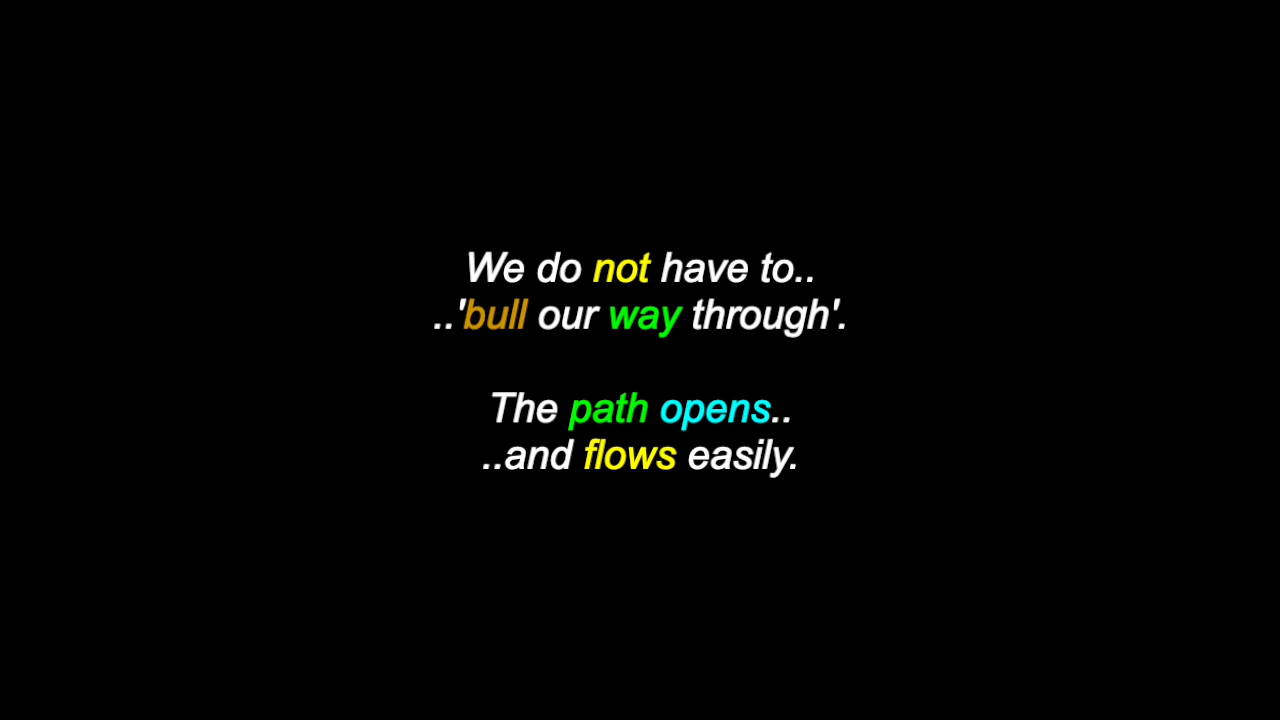 We do not have to..
..'bull our way through'.
The path opens..
..and flows easily.